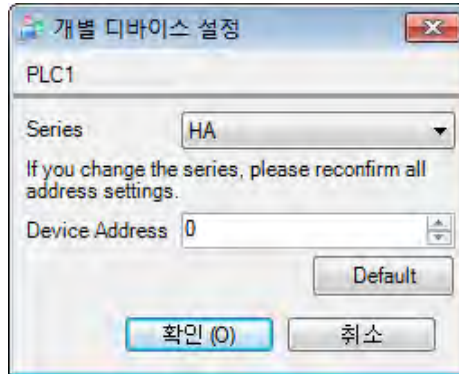 개별 디바이스 설정
PLC1
Series HA
If you change the series, please reconfirm all
address settings.
Device Address 0
Default
확인 (O) 취소